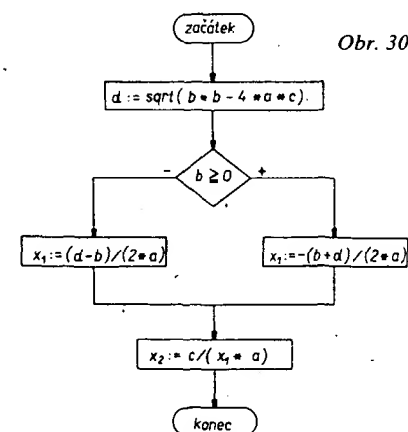 začátek
Obr. 30
d := sqrt( b * b - 4 * a * c ).
b ≥ 0
-
+
x₁ := (d-b)/(2*a)
x₁ := -(b+d)/(2*a)
x₂ := c/( x₁ * a)
konec